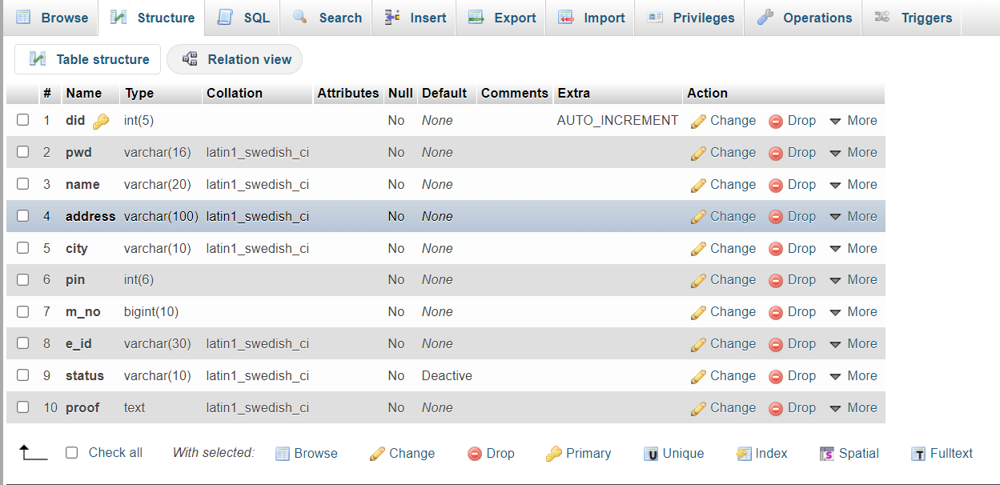 Browse Structure SQL Search Insert Export Import Privileges Operations Triggers
Table structure Relation view
# Name Type Collation Attributes Null Default Comments Extra Action
1 did int(5) No None AUTO_INCREMENT Change Drop More
2 pwd varchar(16) latin1_swedish_ci No None Change Drop More
3 name varchar(20) latin1_swedish_ci No None Change Drop More
4 address varchar(100) latin1_swedish_ci No None Change Drop More
5 city varchar(10) latin1_swedish_ci No None Change Drop More
6 pin int(6) No None Change Drop More
7 m_no bigint(10) No None Change Drop More
8 e_id varchar(30) latin1_swedish_ci No None Change Drop More
9 status varchar(10) latin1_swedish_ci No Deactive Change Drop More
10 proof text latin1_swedish_ci No None Change Drop More
Check all With selected: Browse Change Drop Primary Unique Index Spatial Fulltext